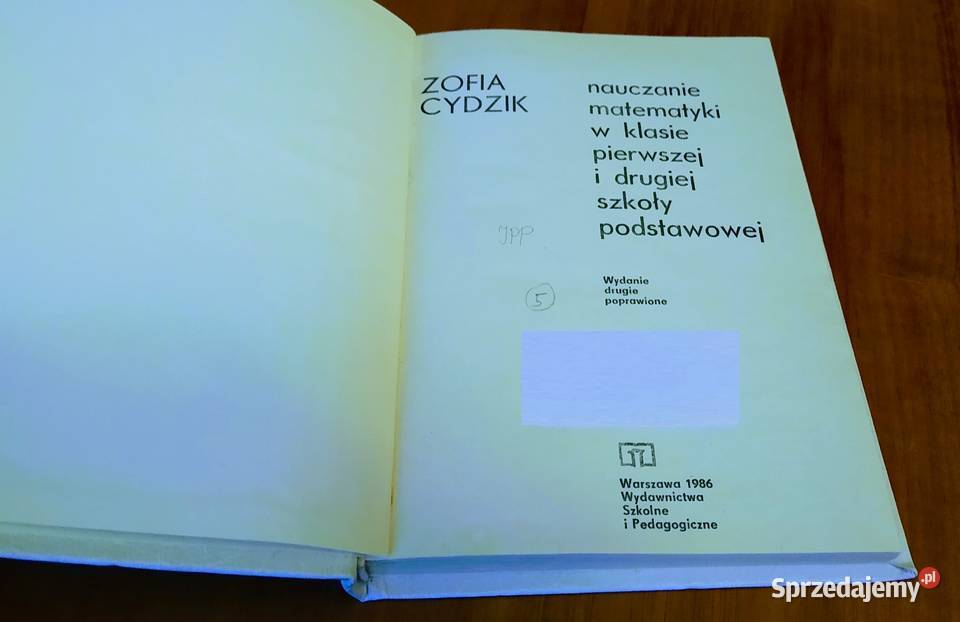 ZOFIA
CYDZIK
nauczanie
matematyki
w klasie
pierwszej
i drugiej
szkoły
podstawowej
JPP
5
Wydanie
drugie
poprawione
Warszawa 1986
Wydawnictwa
Szkolne
i Pedagogiczne
Sprzedajemy.pl